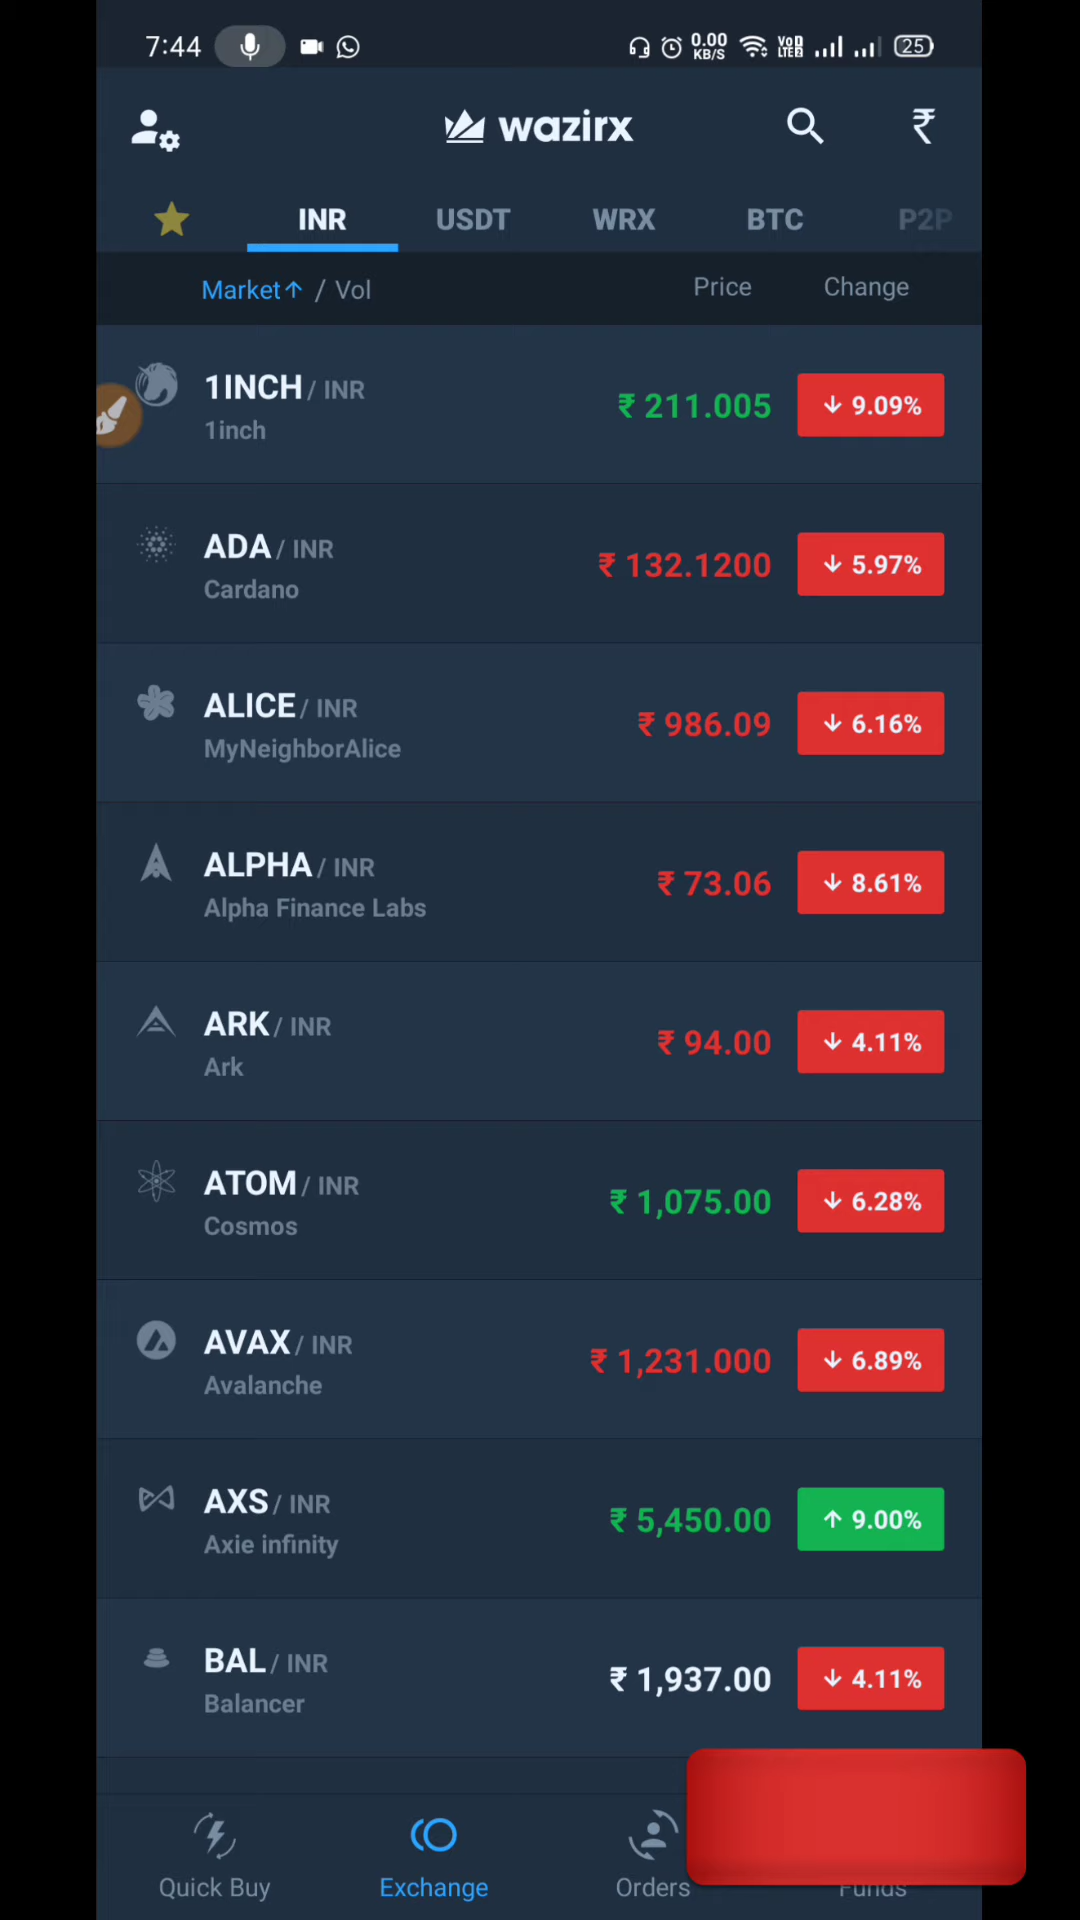 7:44 0.00 KB/S VoD LTE2 25
wazirx ₹
INR USDT WRX BTC P2P
Market↑ / Vol Price Change
1INCH / INR ₹ 211.005 ↓ 9.09%
1inch
ADA / INR ₹ 132.1200 ↓ 5.97%
Cardano
ALICE / INR ₹ 986.09 ↓ 6.16%
MyNeighborAlice
ALPHA / INR ₹ 73.06 ↓ 8.61%
Alpha Finance Labs
ARK / INR ₹ 94.00 ↓ 4.11%
Ark
ATOM / INR ₹ 1,075.00 ↓ 6.28%
Cosmos
AVAX / INR ₹ 1,231.000 ↓ 6.89%
Avalanche
AXS / INR ₹ 5,450.00 ↑ 9.00%
Axie infinity
BAL / INR ₹ 1,937.00 ↓ 4.11%
Balancer
Quick Buy Exchange Orders Funds